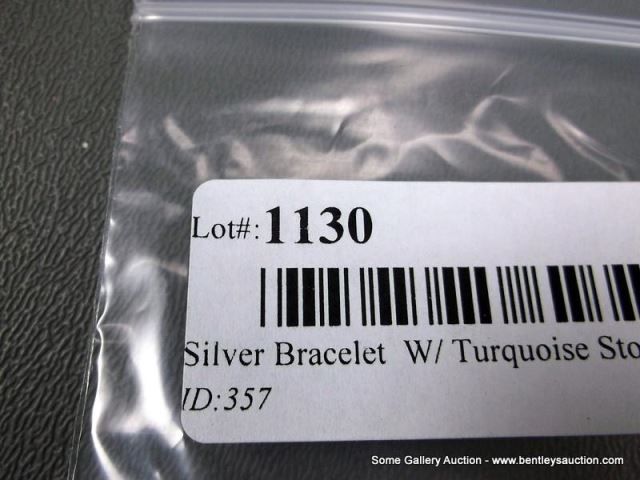 Lot#:1130
Silver Bracelet W/ Turquoise Sto
ID:357
Some Gallery Auction - www.bentleysauction.com